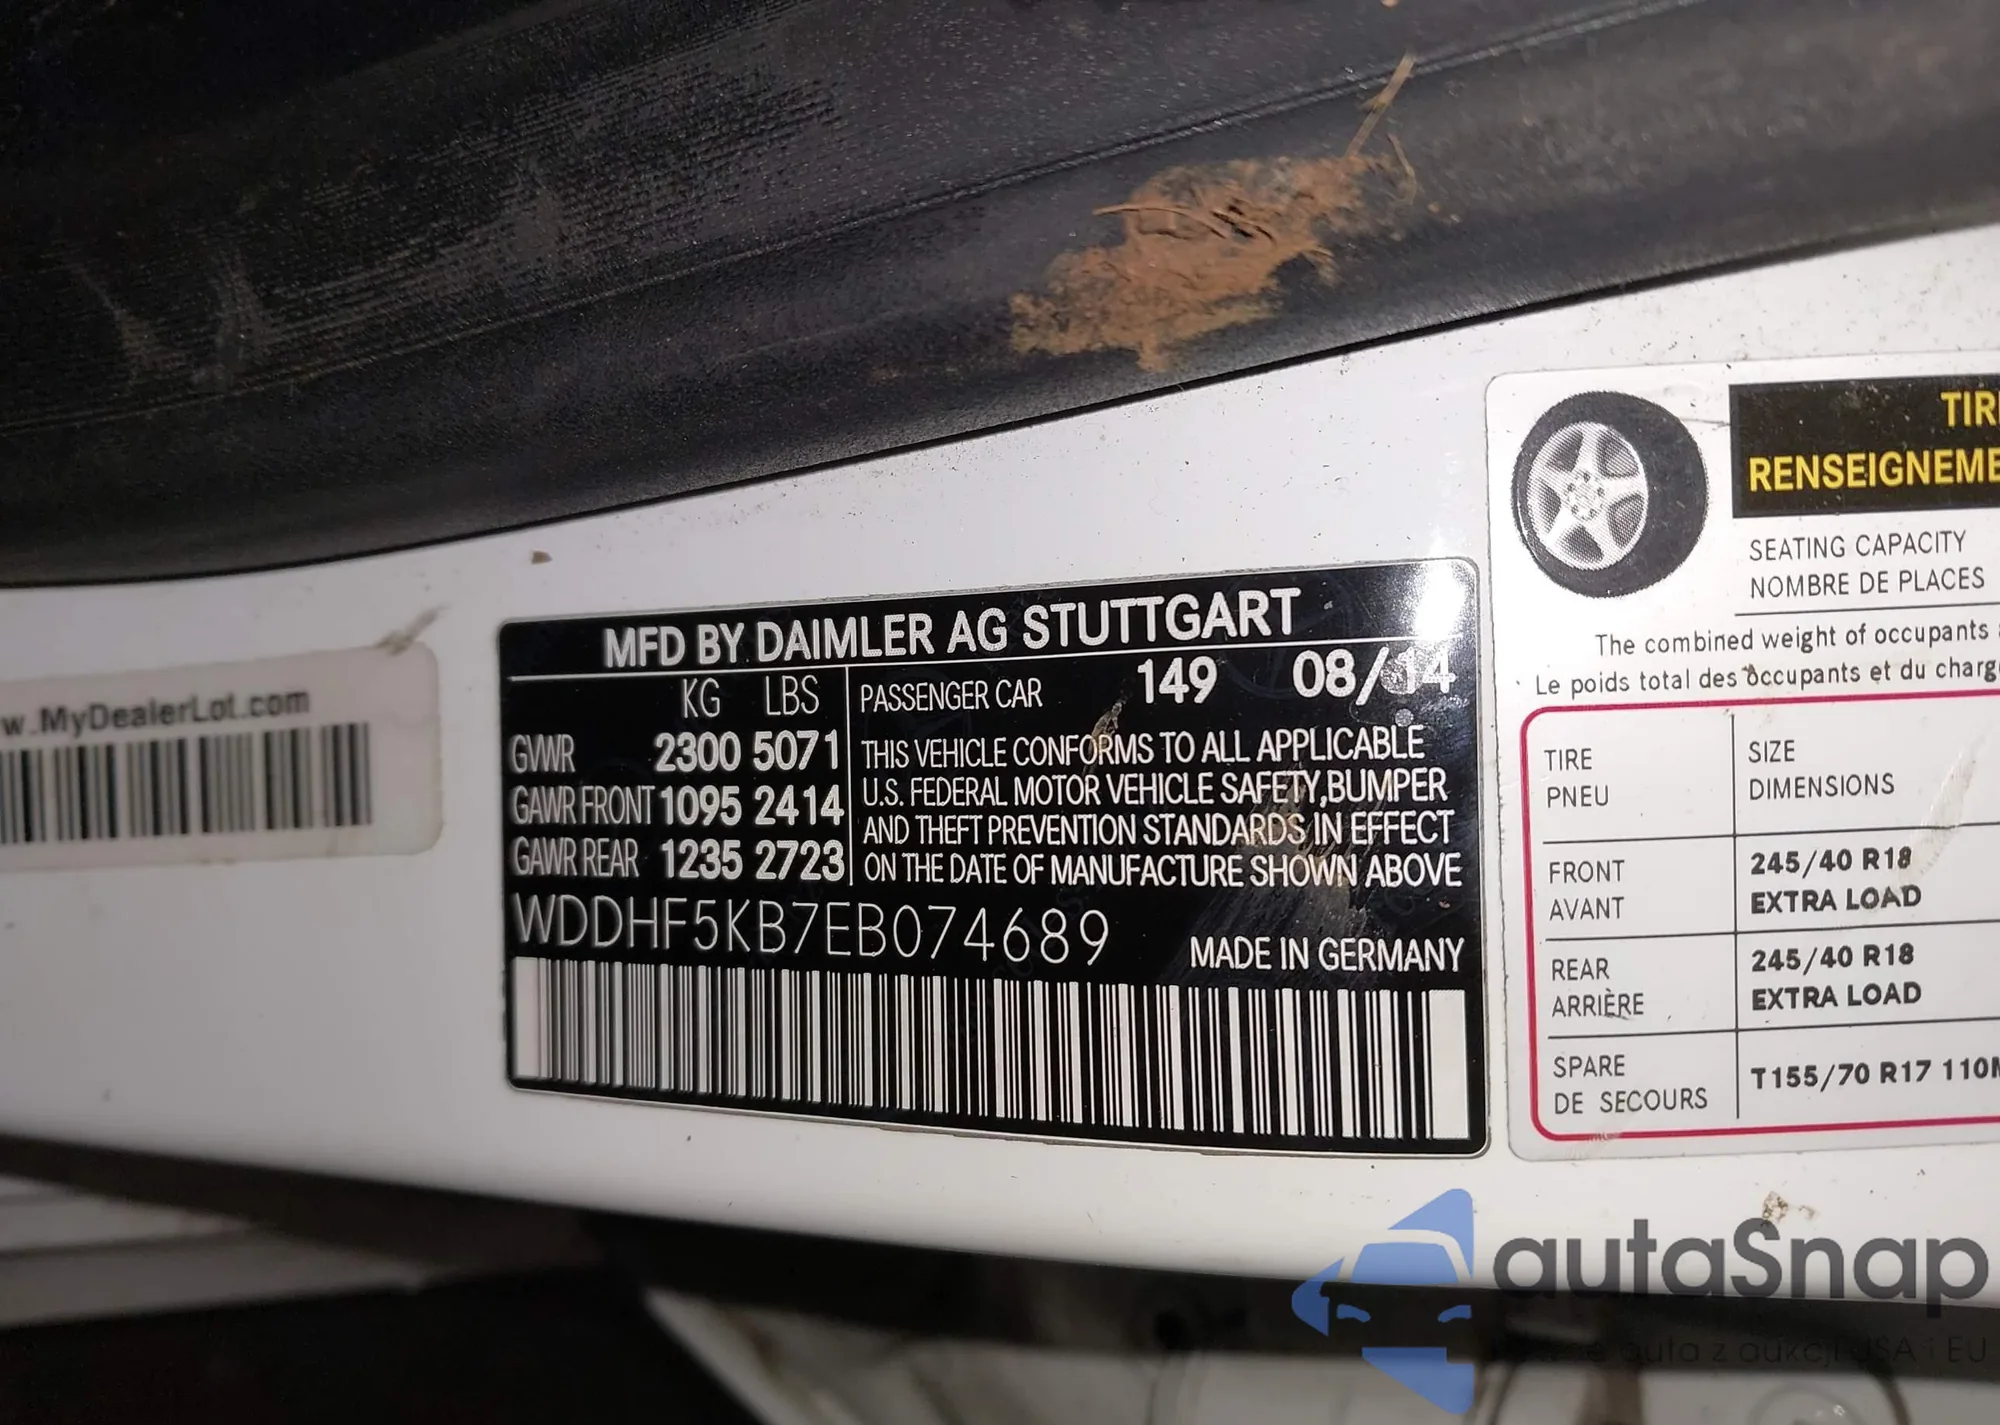 w.MyDealerLot.com
MFD BY DAIMLER AG STUTTGART
KG LBS
PASSENGER CAR 149 08/14
GVWR 2300 5071
GAWR FRONT 1095 2414
GAWR REAR 1235 2723
THIS VEHICLE CONFORMS TO ALL APPLICABLE
U.S. FEDERAL MOTOR VEHICLE SAFETY, BUMPER
AND THEFT PREVENTION STANDARDS IN EFFECT
ON THE DATE OF MANUFACTURE SHOWN ABOVE
WDDHF5KB7EB074689
MADE IN GERMANY
TIR
RENSEIGNEME
SEATING CAPACITY
NOMBRE DE PLACES
The combined weight of occupants
Le poids total des occupants et du charg
TIRE
PNEU
SIZE
DIMENSIONS
FRONT
AVANT
245/40 R18
EXTRA LOAD
REAR
ARRIÈRE
245/40 R18
EXTRA LOAD
SPARE
DE SECOURS
T155/70 R17 110M
autaSnap
auta z aukcji USA i EU